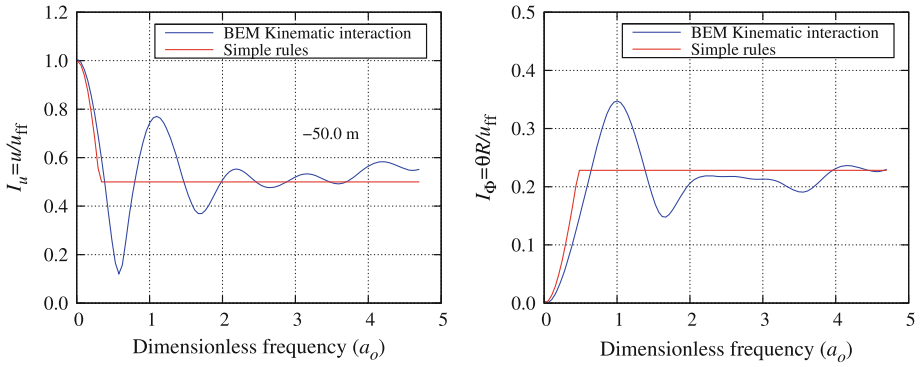 1.2
1.0
0.8
0.6
0.4
0.2
0.0
0 1 2 3 4 5
I_u=u/u_ff
Dimensionless frequency (a_o)
BEM Kinematic interaction
Simple rules
−50.0 m
0.5
0.4
0.3
0.2
0.1
0.0
0 1 2 3 4 5
I_Φ=θR/u_ff
Dimensionless frequency (a_o)
BEM Kinematic interaction
Simple rules